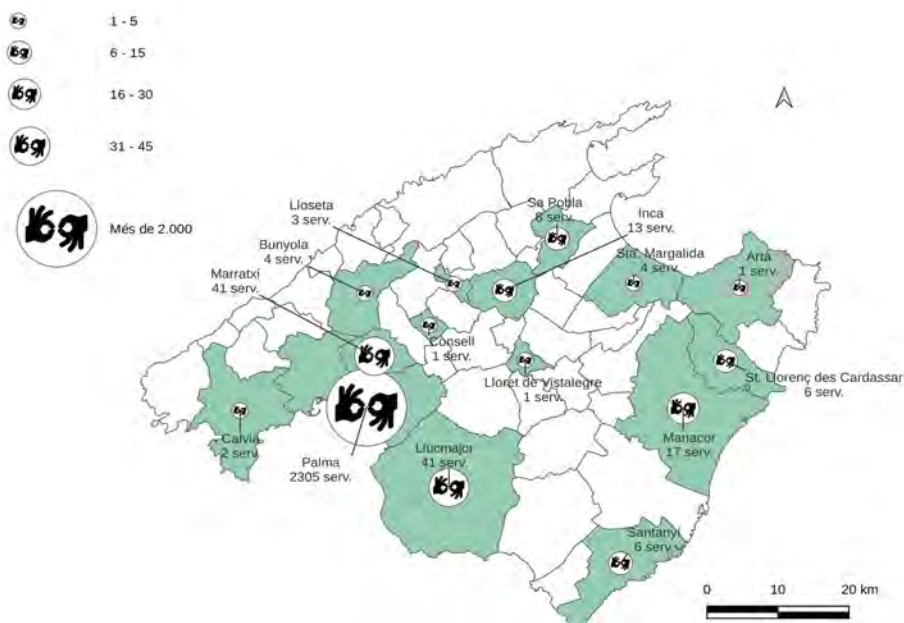 1 - 5
6 - 15
16 - 30
31 - 45
Més de 2.000
Lloseta
3 serv.
Bunyola
4 serv.
Marratxí
41 serv.
Sa Pobla
8 serv.
Inca
13 serv.
Sta. Margalida
4 serv.
Artà
1 serv.
Consell
1 serv.
Lloret de Vistalegre
1 serv.
St. Llorenç des Cardassar
6 serv.
Calvià
2 serv.
Palma
2305 serv.
Llucmajor
41 serv.
Manacor
17 serv.
Santanyí
6 serv.
0 10 20 km